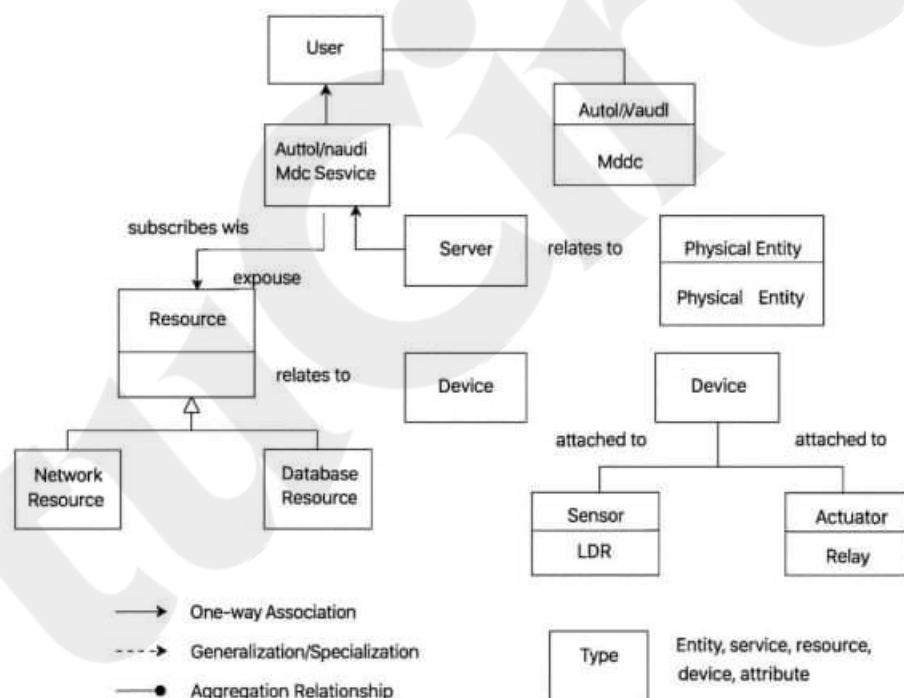 User
Autol/Vaudl
Mddc
Auttol/naudi
Mdc Sesvice
subscribes wis
Server
relates to
Physical Entity
Physical Entity
expouse
Resource
relates to
Device
Device
attached to
attached to
Network
Resource
Database
Resource
Sensor
LDR
Actuator
Relay
One-way Association
Generalization/Specialization
Aggregation Relationship
Type
Entity, service, resource,
device, attribute